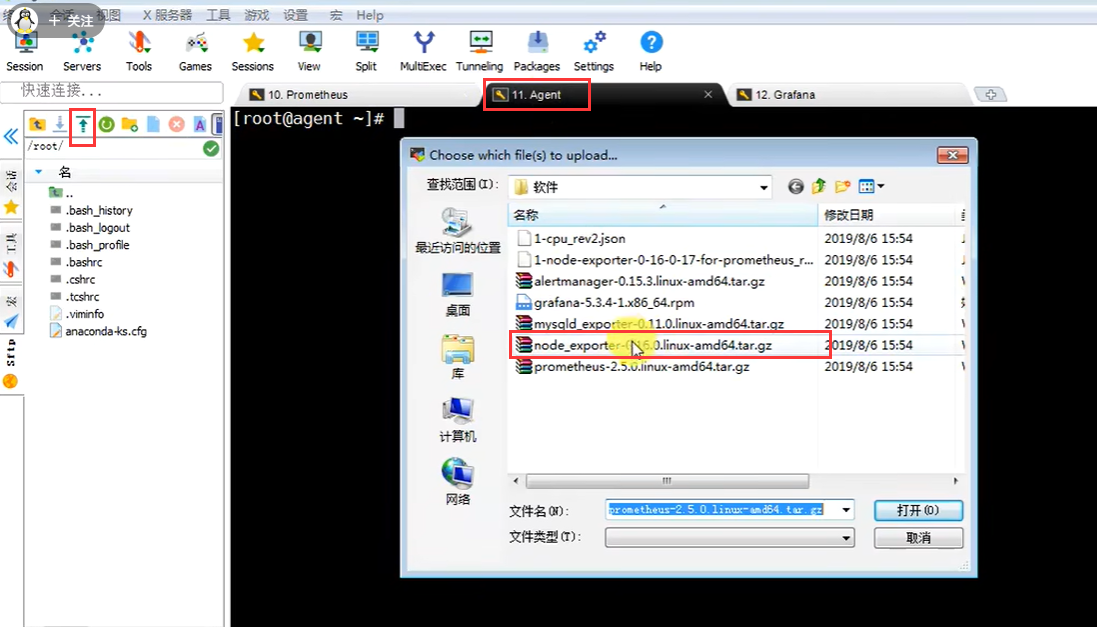 + 关注
会话 视图 X 服务器 工具 游戏 设置 宏 Help
Session Servers Tools Games Sessions View Split MultiExec Tunneling Packages Settings Help
快速连接...
10. Prometheus 11. Agent 12. Grafana
/root/
名
..
.bash_history
.bash_logout
.bash_profile
.bashrc
.cshrc
.tcshrc
.viminfo
anaconda-ks.cfg
会话
工具
宏
Sftp
[root@agent ~]#
Choose which file(s) to upload...
查找范围(I): 软件
名称 修改日期
1-cpu_rev2.json 2019/8/6 15:54
1-node-exporter-0-16-0-17-for-prometheus_r... 2019/8/6 15:54
alertmanager-0.15.3.linux-amd64.tar.gz 2019/8/6 15:54
grafana-5.3.4-1.x86_64.rpm 2019/8/6 15:54
mysqld_exporter-0.11.0.linux-amd64.tar.gz 2019/8/6 15:54
node_exporter-0.16.0.linux-amd64.tar.gz 2019/8/6 15:54
prometheus-2.5.0.linux-amd64.tar.gz 2019/8/6 15:54
最近访问的位置
桌面
库
计算机
网络
文件名(N): prometheus-2.5.0.linux-amd64.tar.gz 打开(O)
文件类型(T): 取消